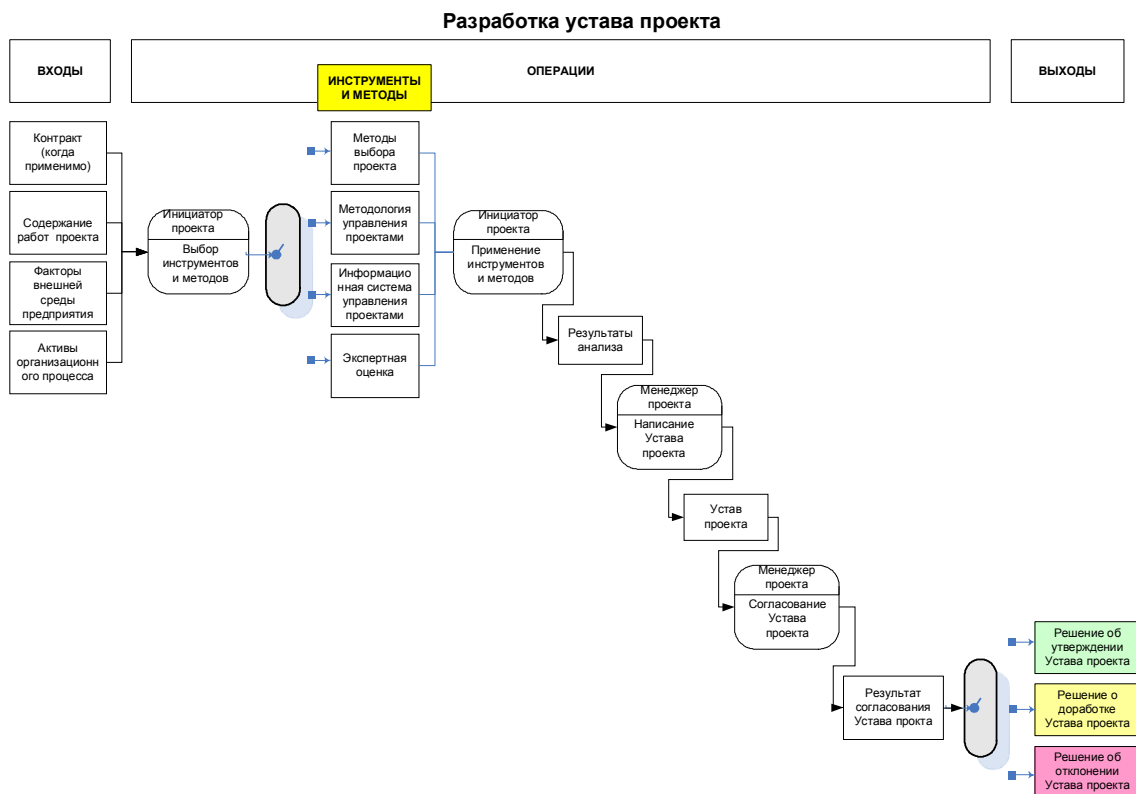 Разработка устава проекта
ВХОДЫ
ОПЕРАЦИИ
ВЫХОДЫ
ИНСТРУМЕНТЫ
И МЕТОДЫ
Контракт
(когда
применимо)
Содержание
работ проекта
Факторы
внешней
среды
предприятия
Активы
организационн
ого процесса
Инициатор
проекта
Выбор
инструментов
и методов
Методы
выбора
проекта
Методология
управления
проектами
Информацио
нная система
управления
проектами
Экспертная
оценка
Инициатор
проекта
Применение
инструментов
и методов
Результаты
анализа
Менеджер
проекта
Написание
Устава
проекта
Устав
проекта
Менеджер
проекта
Согласование
Устава
проекта
Результат
согласования
Устава прокта
Решение об
утверждении
Устава проекта
Решение о
доработке
Устава проекта
Решение об
отклонении
Устава проекта